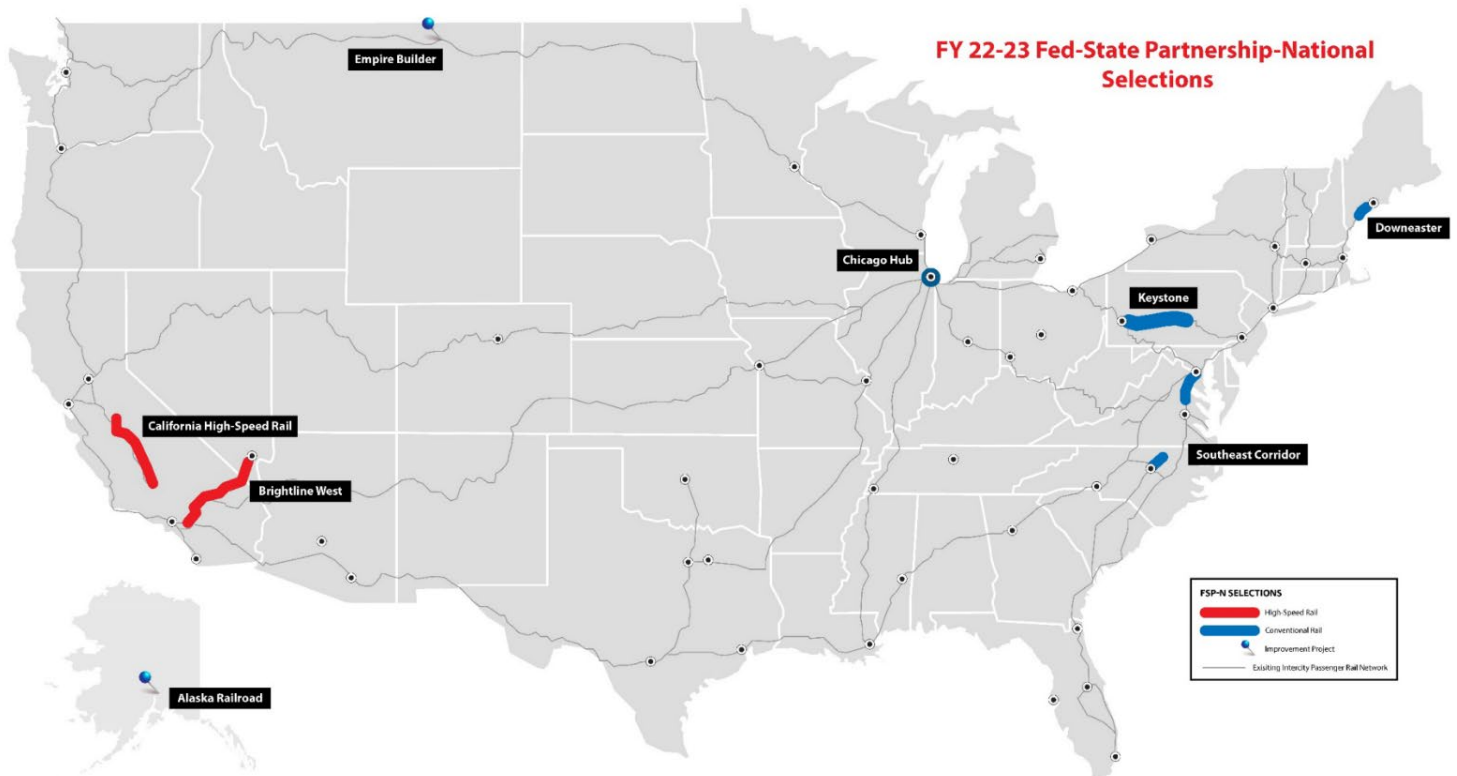 FY 22-23 Fed-State Partnership-National
Selections
Empire Builder
Downeaster
Chicago Hub
Keystone
California High-Speed Rail
Southeast Corridor
Brightline West
Alaska Railroad
FSP-N SELECTIONS
High-Speed Rail
Conventional Rail
Improvement Project
Exisiting Intercity Passenger Rail Network